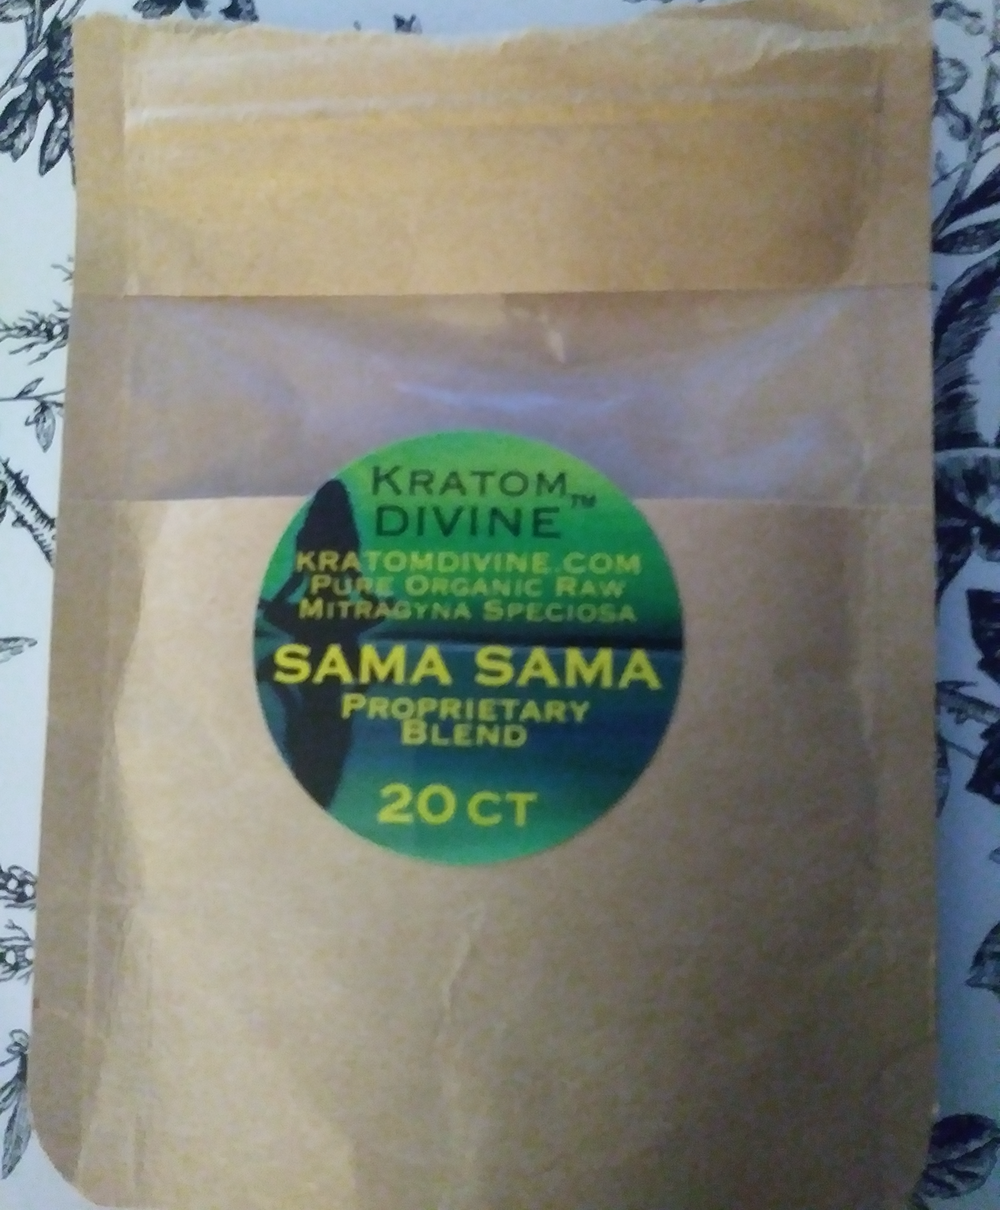 KRATOM™
DIVINE
KRATOMDIVINE.COM
PURE ORGANIC RAW
MITRAGYNA SPECIOSA
SAMA SAMA
PROPRIETARY
BLEND
20 CT